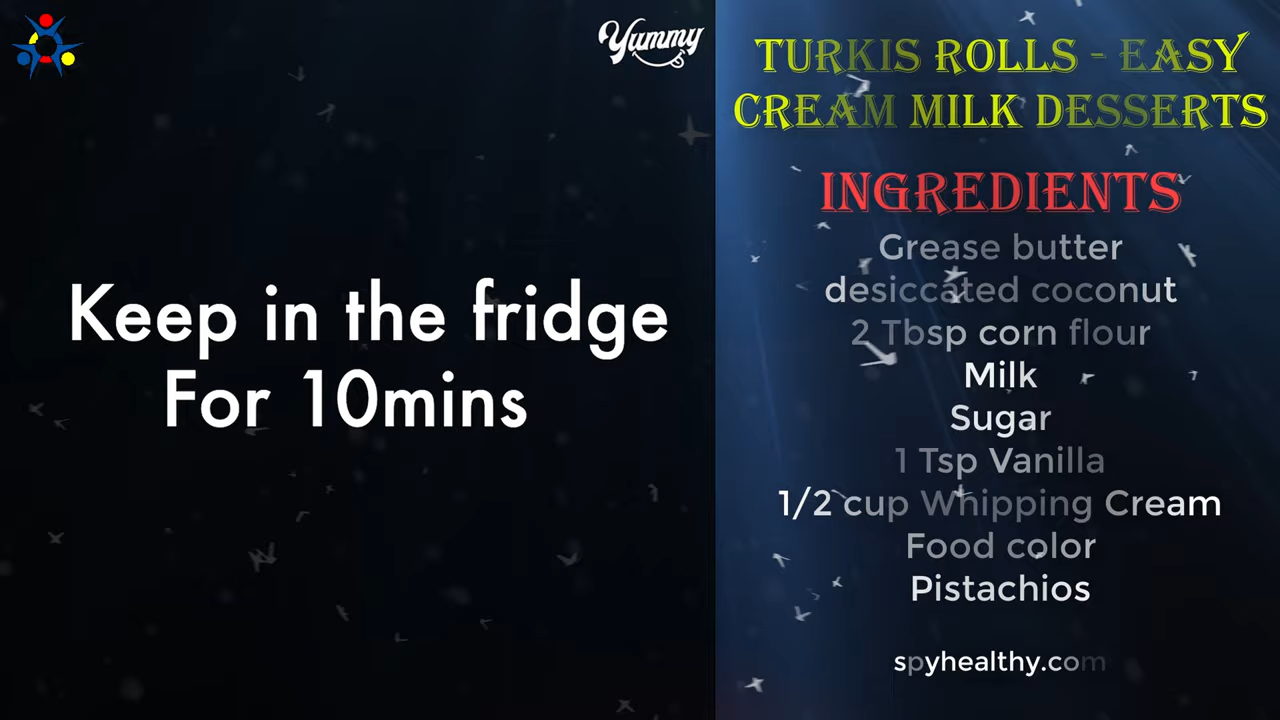 Yummy
Keep in the fridge
For 10mins
TURKIS ROLLS - EASY
CREAM MILK DESSERTS
INGREDIENTS
Grease butter
desiccated coconut
2 Tbsp corn flour
Milk
Sugar
1 Tsp Vanilla
1/2 cup Whipping Cream
Food color
Pistachios
spyhealthy.com